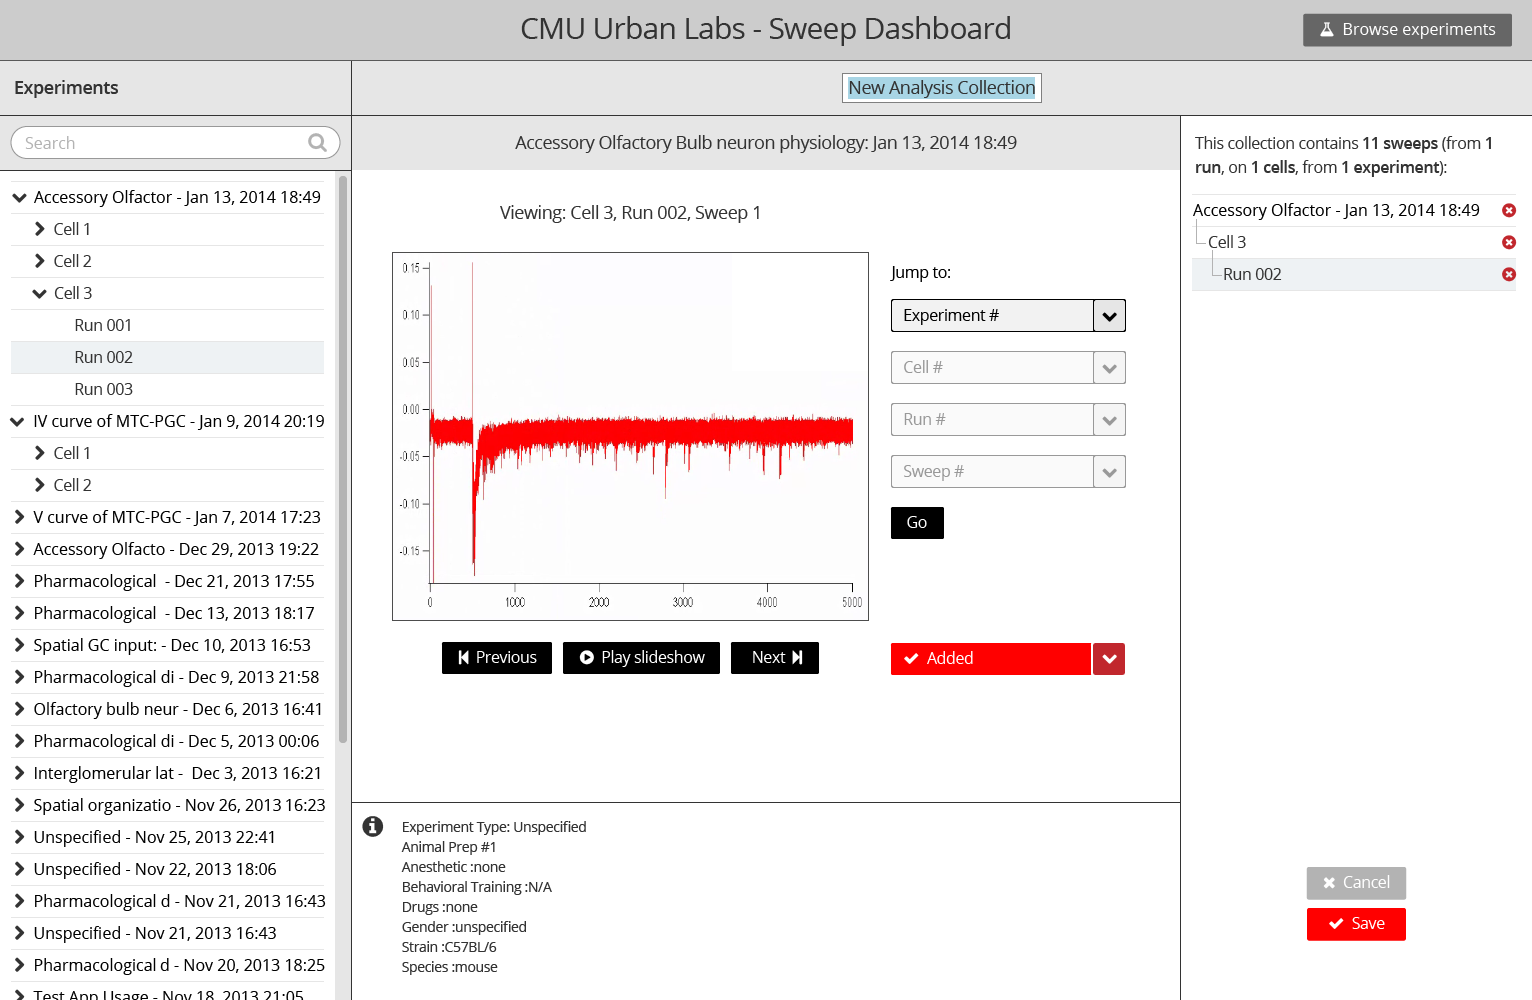 CMU Urban Labs - Sweep Dashboard
Browse experiments
Experiments
New Analysis Collection
Search
Accessory Olfactor - Jan 13, 2014 18:49
Cell 1
Cell 2
Cell 3
Run 001
Run 002
Run 003
IV curve of MTC-PGC - Jan 9, 2014 20:19
Cell 1
Cell 2
V curve of MTC-PGC - Jan 7, 2014 17:23
Accessory Olfacto - Dec 29, 2013 19:22
Pharmacological  - Dec 21, 2013 17:55
Pharmacological  - Dec 13, 2013 18:17
Spatial GC input: - Dec 10, 2013 16:53
Pharmacological di - Dec 9, 2013 21:58
Olfactory bulb neur - Dec 6, 2013 16:41
Pharmacological di - Dec 5, 2013 00:06
Interglomerular lat -  Dec 3, 2013 16:21
Spatial organizatio - Nov 26, 2013 16:23
Unspecified - Nov 25, 2013 22:41
Unspecified - Nov 22, 2013 18:06
Pharmacological d - Nov 21, 2013 16:43
Unspecified - Nov 21, 2013 16:43
Pharmacological d - Nov 20, 2013 18:25
Test App Usage - Nov 18, 2013 21:05
Accessory Olfactory Bulb neuron physiology: Jan 13, 2014 18:49
Viewing: Cell 3, Run 002, Sweep 1
0.15
0.10
0.05
0.00
-0.05
-0.10
-0.15
0 1000 2000 3000 4000 5000
Previous
Play slideshow
Next
Jump to:
Experiment #
Cell #
Run #
Sweep #
Go
Added
Experiment Type: Unspecified
Animal Prep #1
Anesthetic :none
Behavioral Training :N/A
Drugs :none
Gender :unspecified
Strain :C57BL/6
Species :mouse
This collection contains 11 sweeps (from 1
run, on 1 cells, from 1 experiment):
Accessory Olfactor - Jan 13, 2014 18:49
Cell 3
Run 002
Cancel
Save